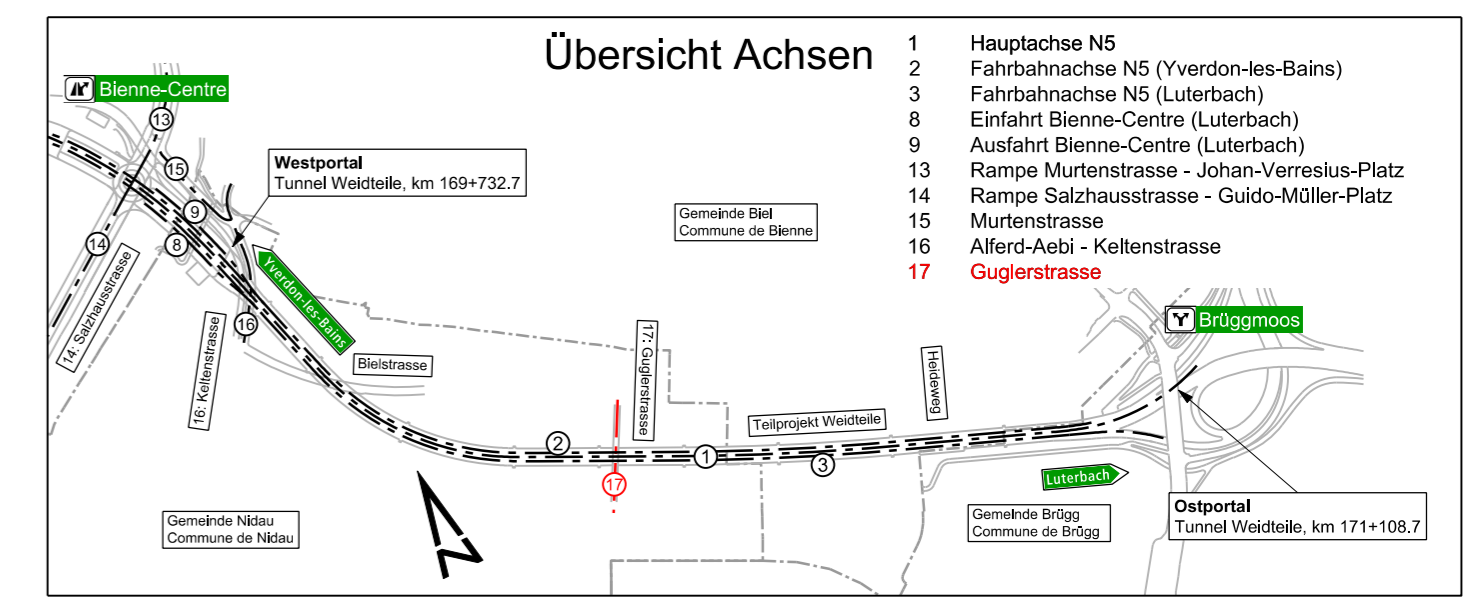 Übersicht Achsen
1 Hauptachse N5
2 Fahrbahnachse N5 (Yverdon-les-Bains)
3 Fahrbahnachse N5 (Luterbach)
8 Einfahrt Bienne-Centre (Luterbach)
9 Ausfahrt Bienne-Centre (Luterbach)
13 Rampe Murtenstrasse - Johan-Verresius-Platz
14 Rampe Salzhausstrasse - Guido-Müller-Platz
15 Murtenstrasse
16 Alferd-Aebi - Keltenstrasse
17 Guglerstrasse
Bienne-Centre
13
15
Westportal
Tunnel Weidteile, km 169+732.7
9
8
14
14: Salzhausstrasse
16
16: Keltenstrasse
Yverdon-les-Bains
Bielstrasse
Gemeinde Biel
Commune de Bienne
17: Guglerstrasse
Teilprojekt Weidteile
Heideweg
Brüggmoos
2
1
3
17
Luterbach
Ostportal
Tunnel Weidteile, km 171+108.7
Gemeinde Nidau
Commune de Nidau
Gemeinde Brügg
Commune de Brügg